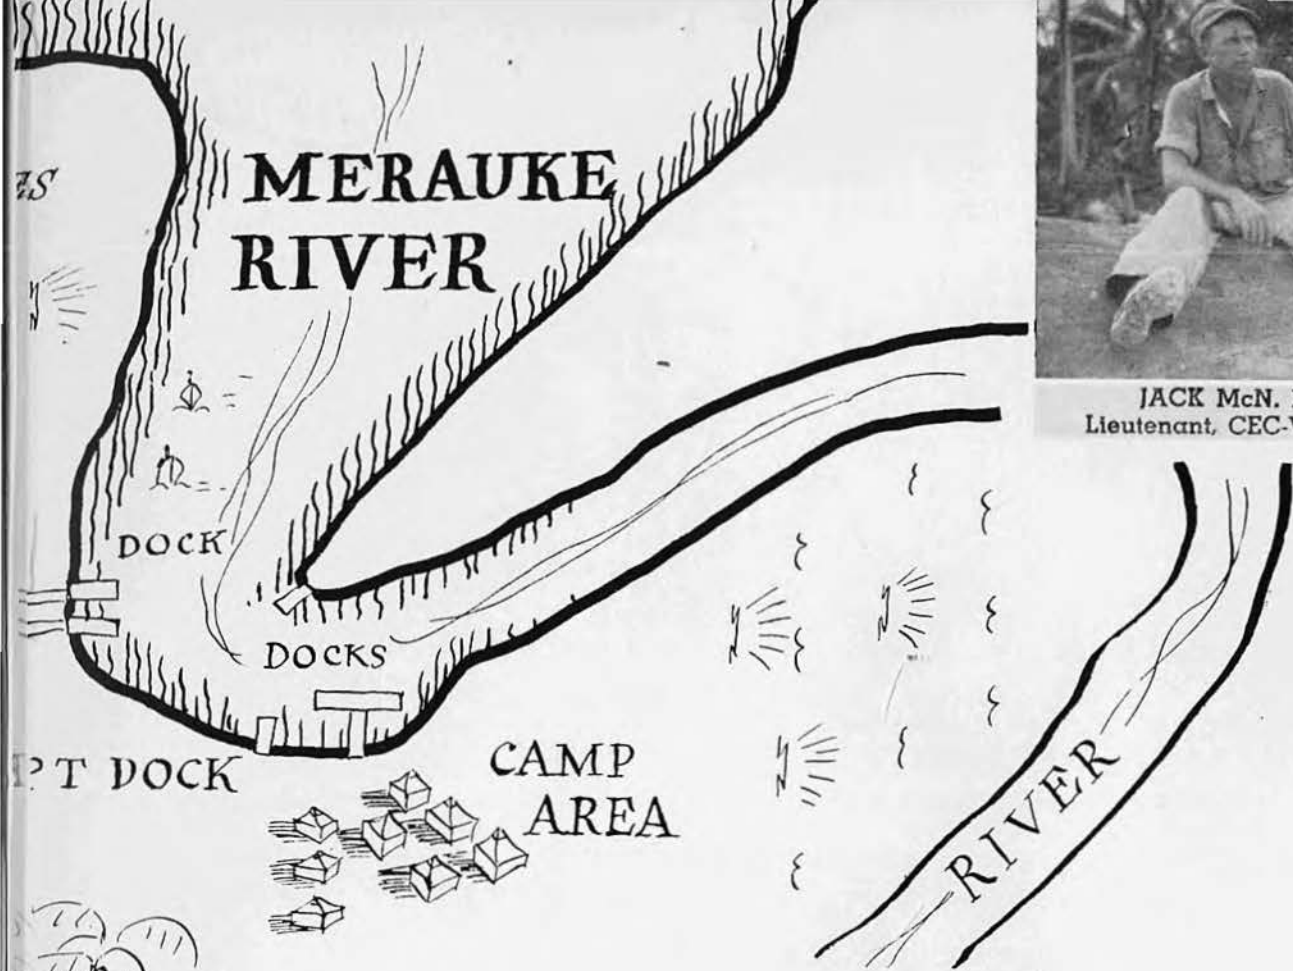 MERAUKE
RIVER
DOCK
DOCKS
T DOCK
CAMP
AREA
RIVER
JACK McN.
Lieutenant, CEC-